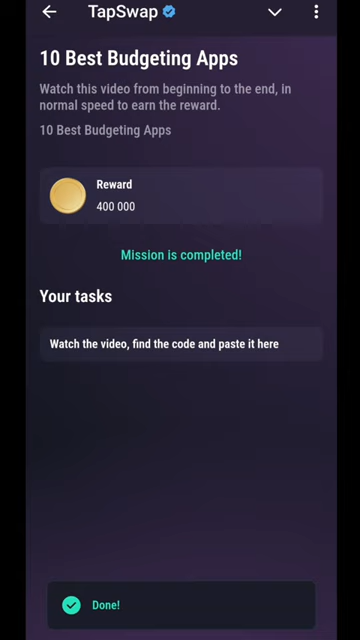 TapSwap
10 Best Budgeting Apps
Watch this video from beginning to the end, in
normal speed to earn the reward.
10 Best Budgeting Apps
Reward
400 000
Mission is completed!
Your tasks
Watch the video, find the code and paste it here
Done!